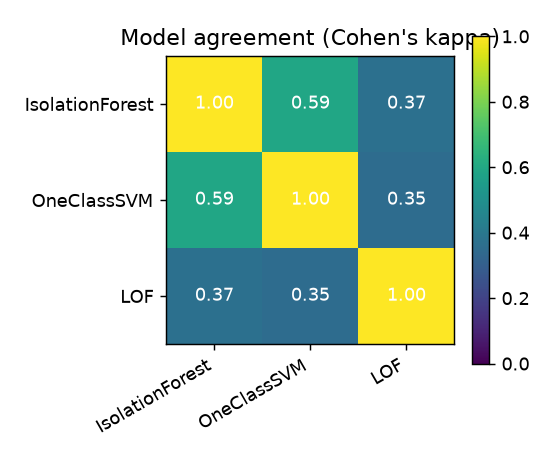 Model agreement (Cohen's kappa)
IsolationForest 1.00 0.59 0.37
OneClassSVM 0.59 1.00 0.35
LOF 0.37 0.35 1.00
IsolationForest OneClassSVM LOF
1.0
0.8
0.6
0.4
0.2
0.0